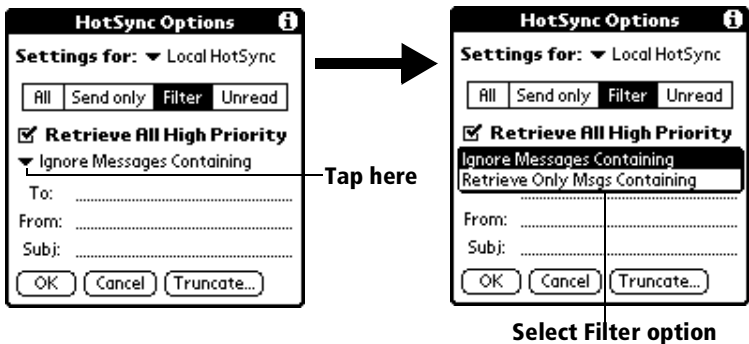 HotSync Options
Settings for: Local HotSync
All Send only Filter Unread
Retrieve All High Priority
Ignore Messages Containing
Tap here
To:
From:
Subj:
OK Cancel Truncate...
HotSync Options
Settings for: Local HotSync
All Send only Filter Unread
Retrieve All High Priority
Ignore Messages Containing
Retrieve Only Msgs Containing
From:
Subj:
OK Cancel Truncate...
Select Filter option